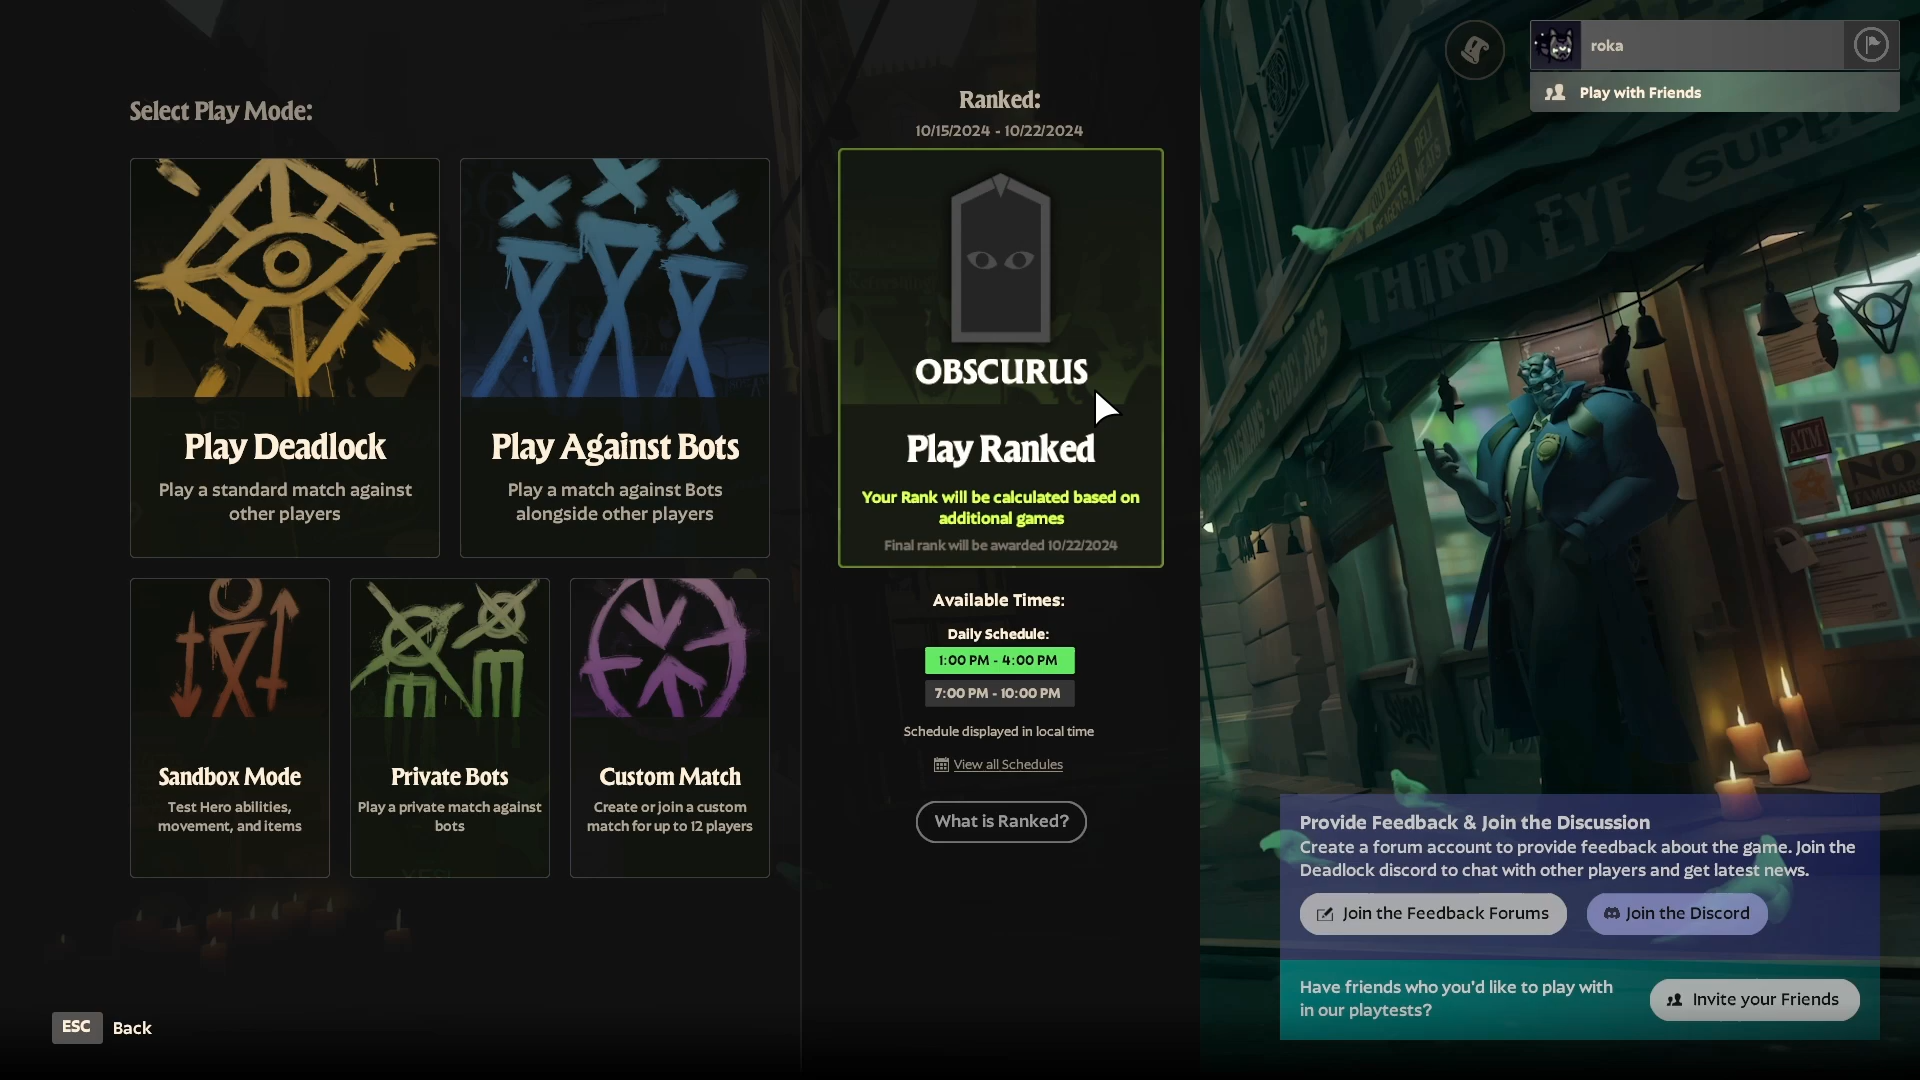 Select Play Mode:
Play Deadlock
Play a standard match against
other players
Play Against Bots
Play a match against Bots
alongside other players
Sandbox Mode
Test Hero abilities,
movement, and items
Private Bots
Play a private match against
bots
Custom Match
Create or join a custom
match for up to 12 players
ESC Back
Ranked:
10/15/2024 - 10/22/2024
OBSCURUS
Play Ranked
Your Rank will be calculated based on
additional games
Final rank will be awarded 10/22/2024
Available Times:
Daily Schedule:
1:00 PM - 4:00 PM
7:00 PM - 10:00 PM
Schedule displayed in local time
View all Schedules
What is Ranked?
roka
Play with Friends
THIRD EYE
ATM
NO
Provide Feedback & Join the Discussion
Create a forum account to provide feedback about the game. Join the
Deadlock discord to chat with other players and get latest news.
Join the Feedback Forums
Join the Discord
Have friends who you'd like to play with
in our playtests?
Invite your Friends